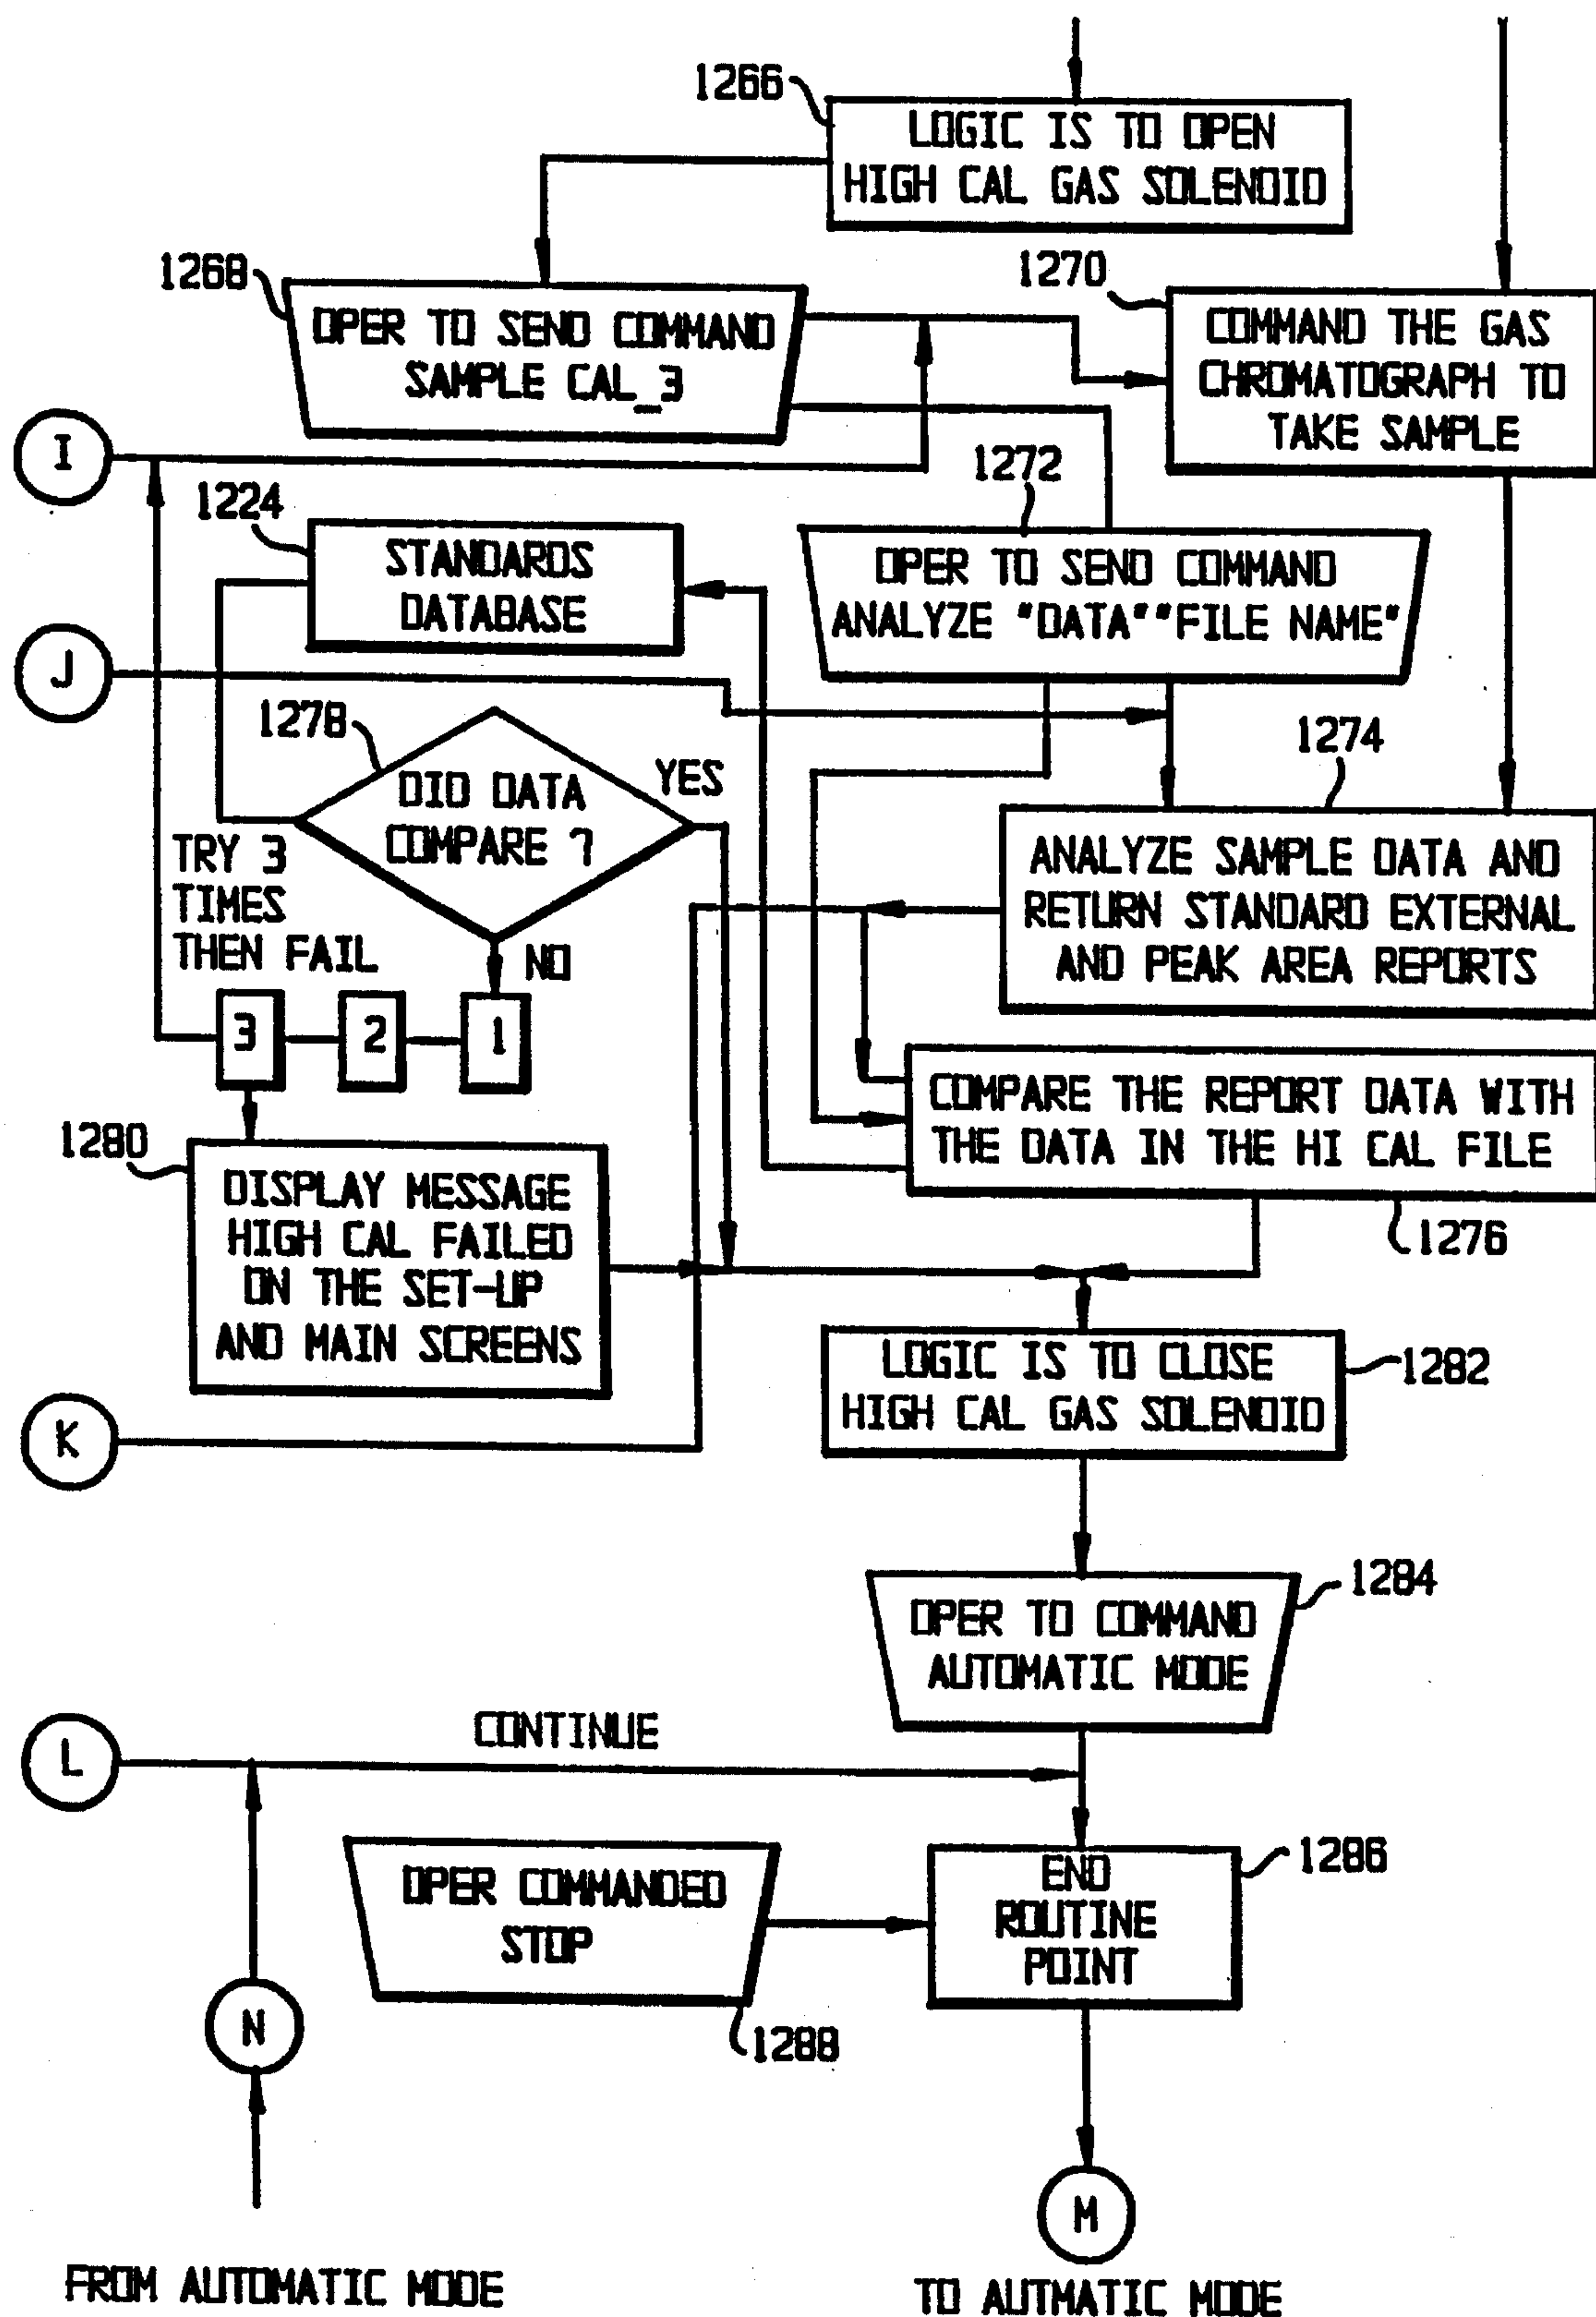 1266
LOGIC IS TO OPEN
HIGH CAL GAS SOLENOID
1268
OPER TO SEND COMMAND
SAMPLE CAL_3
1270
COMMAND THE GAS
CHROMATOGRAPH TO
TAKE SAMPLE
I
1272
OPER TO SEND COMMAND
ANALYZE "DATA""FILE NAME"
1224
STANDARDS
DATABASE
J
1278
DID DATA
COMPARE ?
YES
NO
TRY 3
TIMES
THEN FAIL
3
2
1
1274
ANALYZE SAMPLE DATA AND
RETURN STANDARD EXTERNAL
AND PEAK AREA REPORTS
COMPARE THE REPORT DATA WITH
THE DATA IN THE HI CAL FILE
1276
1280
DISPLAY MESSAGE
HIGH CAL FAILED
ON THE SET-UP
AND MAIN SCREENS
LOGIC IS TO CLOSE
HIGH CAL GAS SOLENOID
1282
K
OPER TO COMMAND
AUTOMATIC MODE
1284
L
CONTINUE
OPER COMMANDED
STOP
1288
END
ROUTINE
POINT
1286
N
M
FROM AUTOMATIC MODE
TO AUTMATIC MODE